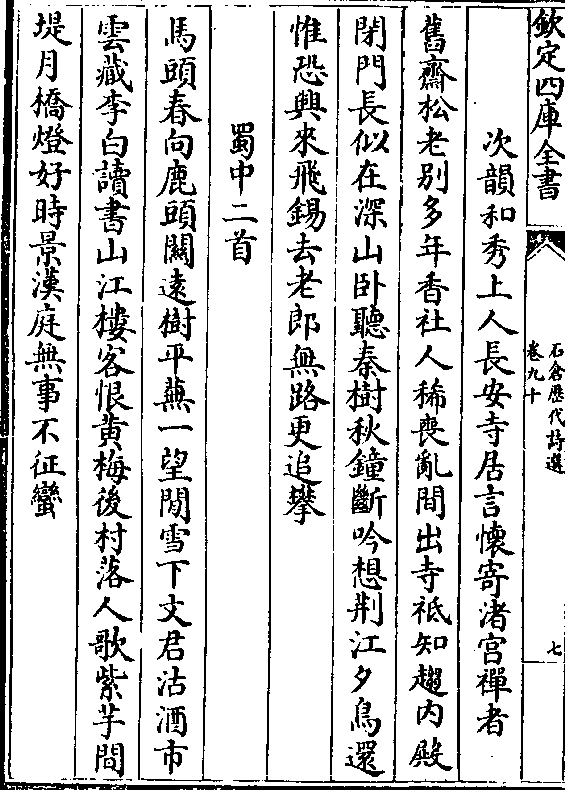 欽定四庫全書
石倉歷代詩選
卷九十
七
次韻和秀上人長安寺居言懷寄渚宮禪者
舊齋松老别多年香社人稀喪亂間出寺祗知趨内殿
閉門長似在深山卧聽秦樹秋鐘斷吟想荆江夕鳥還
惟恐興來飛錫去老郎無路更追攀
蜀中二首
馬頭春向鹿頭關逺樹平蕪一望閒雪下文君沽酒市
雲藏李白讀書山江樓客恨黄梅後村落人歌紫芋間
堤月橋燈好時景漢庭無事不征蠻